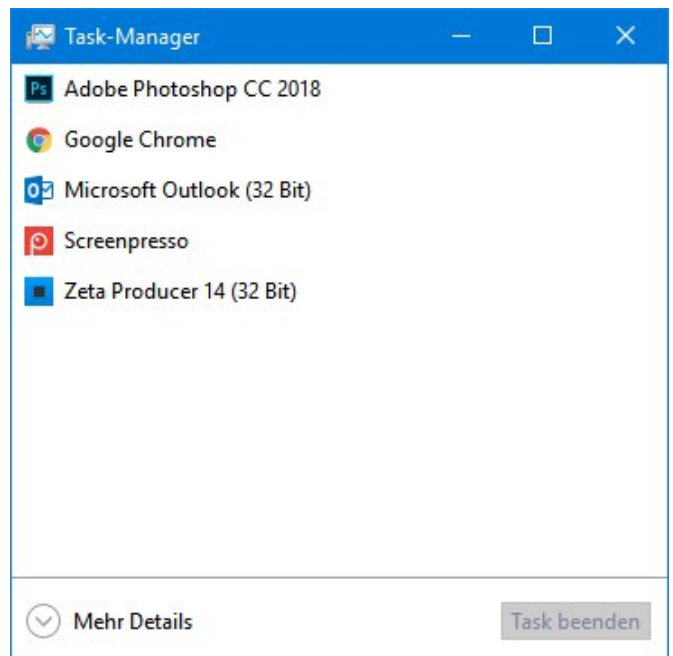 Task-Manager
Ps Adobe Photoshop CC 2018
Google Chrome
Microsoft Outlook (32 Bit)
Screenpresso
Zeta Producer 14 (32 Bit)
Mehr Details
Task beenden